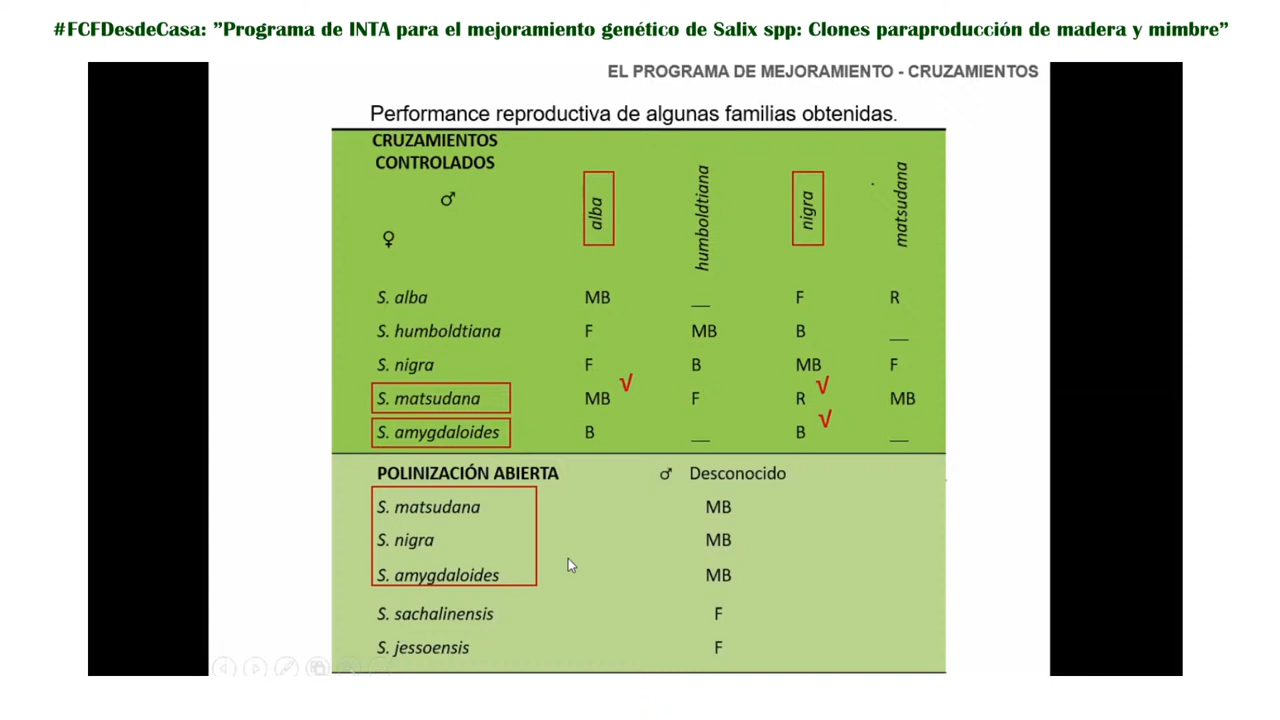 #FCFDesdeCasa: ”Programa de INTA para el mejoramiento genético de Salix spp: Clones paraproducción de madera y mimbre”
EL PROGRAMA DE MEJORAMIENTO - CRUZAMIENTOS
Performance reproductiva de algunas familias obtenidas.
CRUZAMIENTOS
CONTROLADOS
♂
♀
alba humboldtiana nigra matsudana
S. alba MB __ F R
S. humboldtiana F MB B __
S. nigra F B MB F
S. matsudana MB √ F R √ MB
S. amygdaloides B __ B √ __
POLINIZACIÓN ABIERTA ♂ Desconocido
S. matsudana MB
S. nigra MB
S. amygdaloides MB
S. sachalinensis F
S. jessoensis F